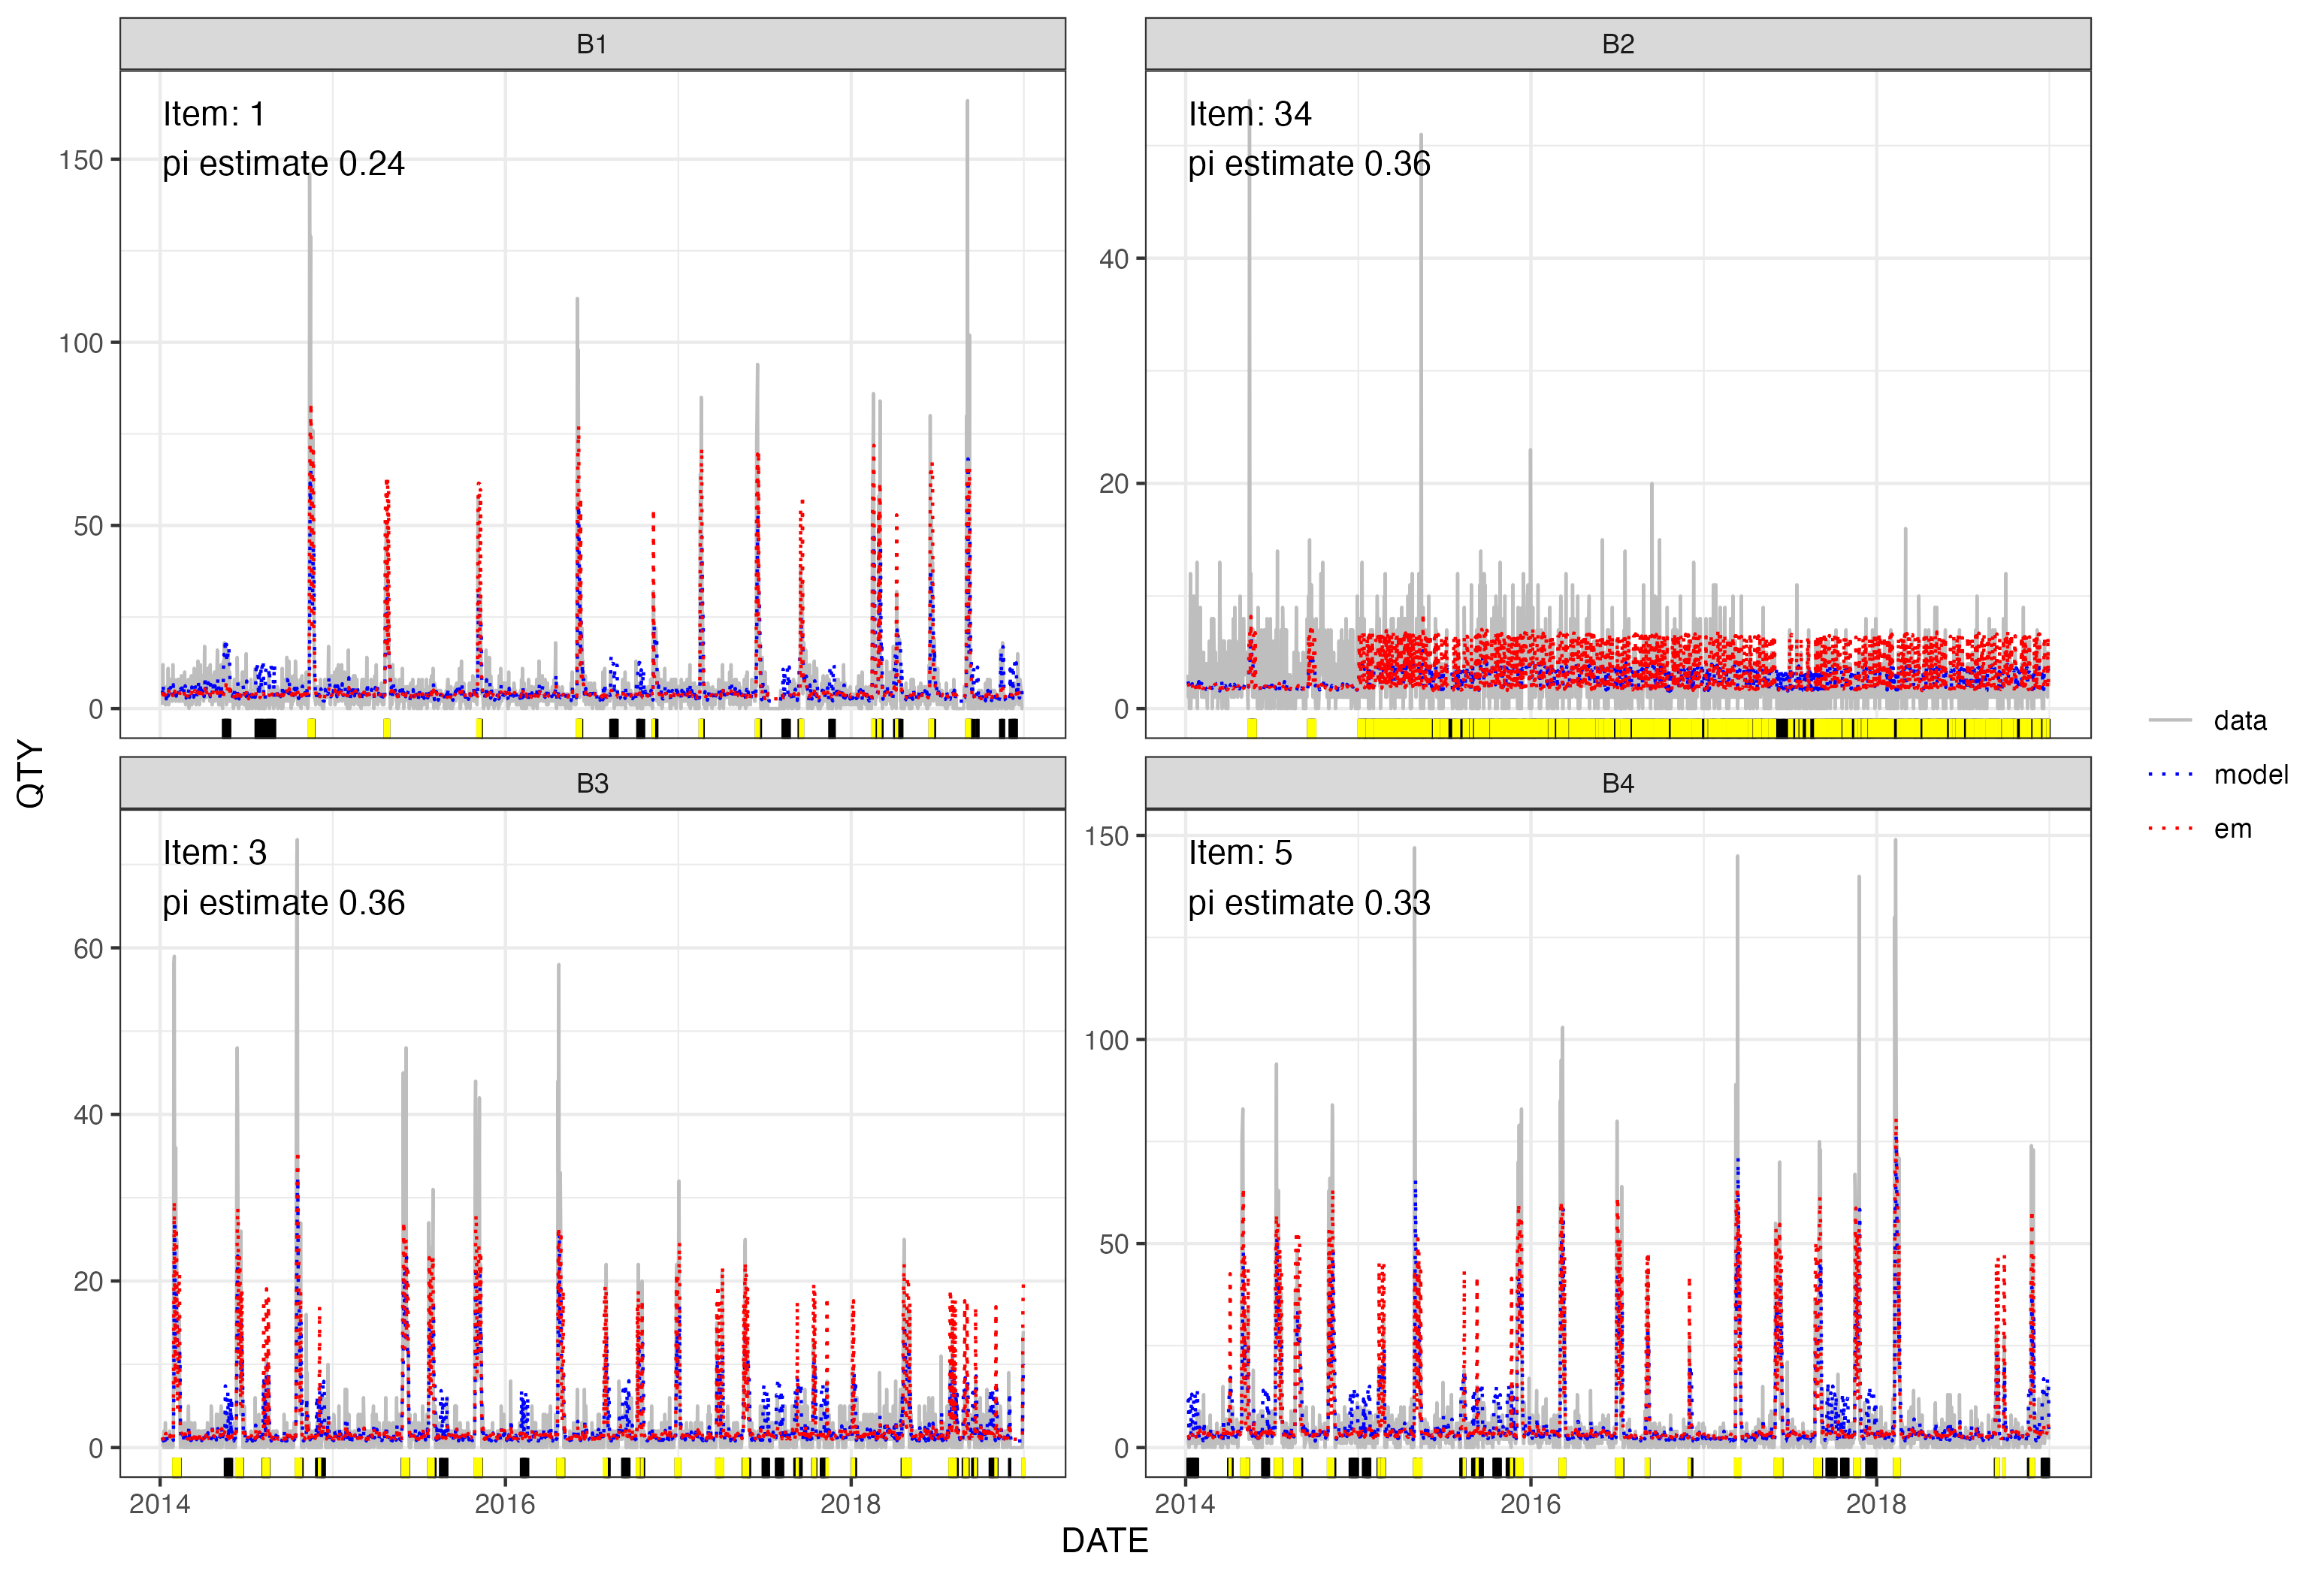 B1
B2
Item: 1
pi estimate 0.24
150
100
50
0
Item: 34
pi estimate 0.36
40
20
0
QTY
data
model
em
B3
B4
Item: 3
pi estimate 0.36
60
40
20
0
Item: 5
pi estimate 0.33
150
100
50
0
2014
2016
2018
2014
2016
2018
DATE